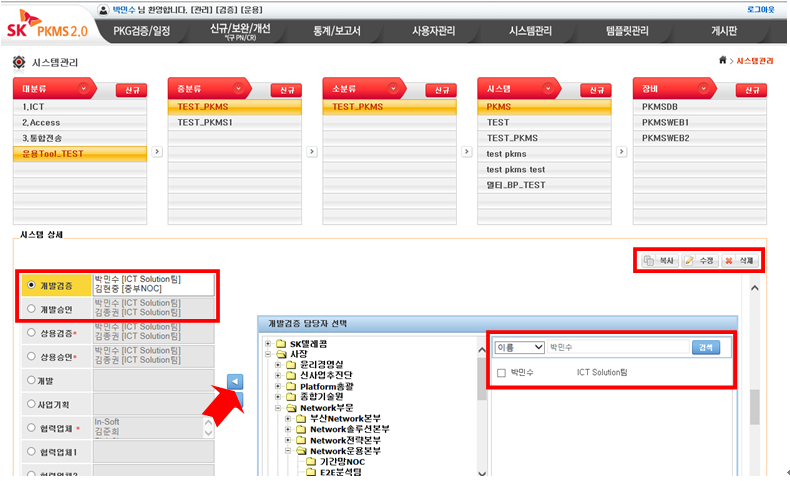 박민수 님 환영합니다. [관리] [검증] [운용]
로그아웃
SK PKMS 2.0
PKG검증/일정
신규/보완/개선
*(구 PN/CR)
통계/보고서
사용자관리
시스템관리
템플릿관리
게시판
시스템관리
> 시스템관리
대분류 신규
중분류 신규
소분류 신규
시스템 신규
장비 신규
1.ICT
2.Access
3.통합전송
운용Tool_TEST
TEST_PKMS
TEST_PKMS1
TEST_PKMS
PKMS
TEST
TEST_PKMS
test pkms
test pkms test
멀티_BP_TEST
PKMSDB
PKMSWEB1
PKMSWEB2
시스템 상세
복사 수정 삭제
개발검증
박민수 [ICT Solution팀]
김현중 [중부NOC]
개발승인
박민수 [ICT Solution팀]
김종권 [ICT Solution팀]
상용검증*
박민수 [ICT Solution팀]
김종권 [ICT Solution팀]
상용승인*
박민수 [ICT Solution팀]
김종권 [ICT Solution팀]
개발
사업기획
협력업체 *
In-Soft
김준희
협력업체1
협력업체2
개발검증 담당자 선택
SK텔레콤
사장
윤리경영실
신사업추진단
Platform총괄
종합기술원
Network부문
부산Network본부
Network솔루션본부
Network전략본부
Network운용본부
기간망NOC
E2E분석팀
이름 박민수 검색
박민수 ICT Solution팀